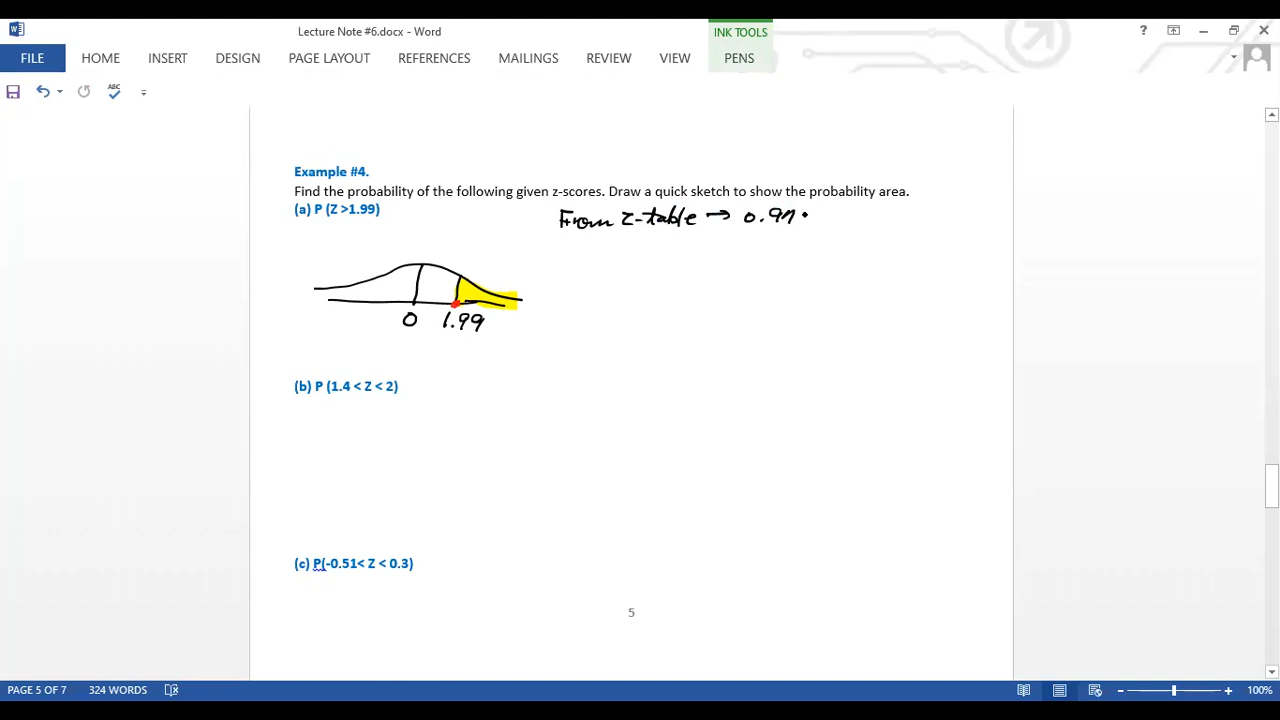 Lecture Note #6.docx - Word
INK TOOLS
?
FILE HOME INSERT DESIGN PAGE LAYOUT REFERENCES MAILINGS REVIEW VIEW PENS
ABC
Example #4.
Find the probability of the following given z-scores. Draw a quick sketch to show the probability area.
(a) P (Z >1.99)
From Z-table → 0.97
0 1.99
(b) P (1.4 < Z < 2)
(c) P(-0.51< Z < 0.3)
5
PAGE 5 OF 7 324 WORDS 100%